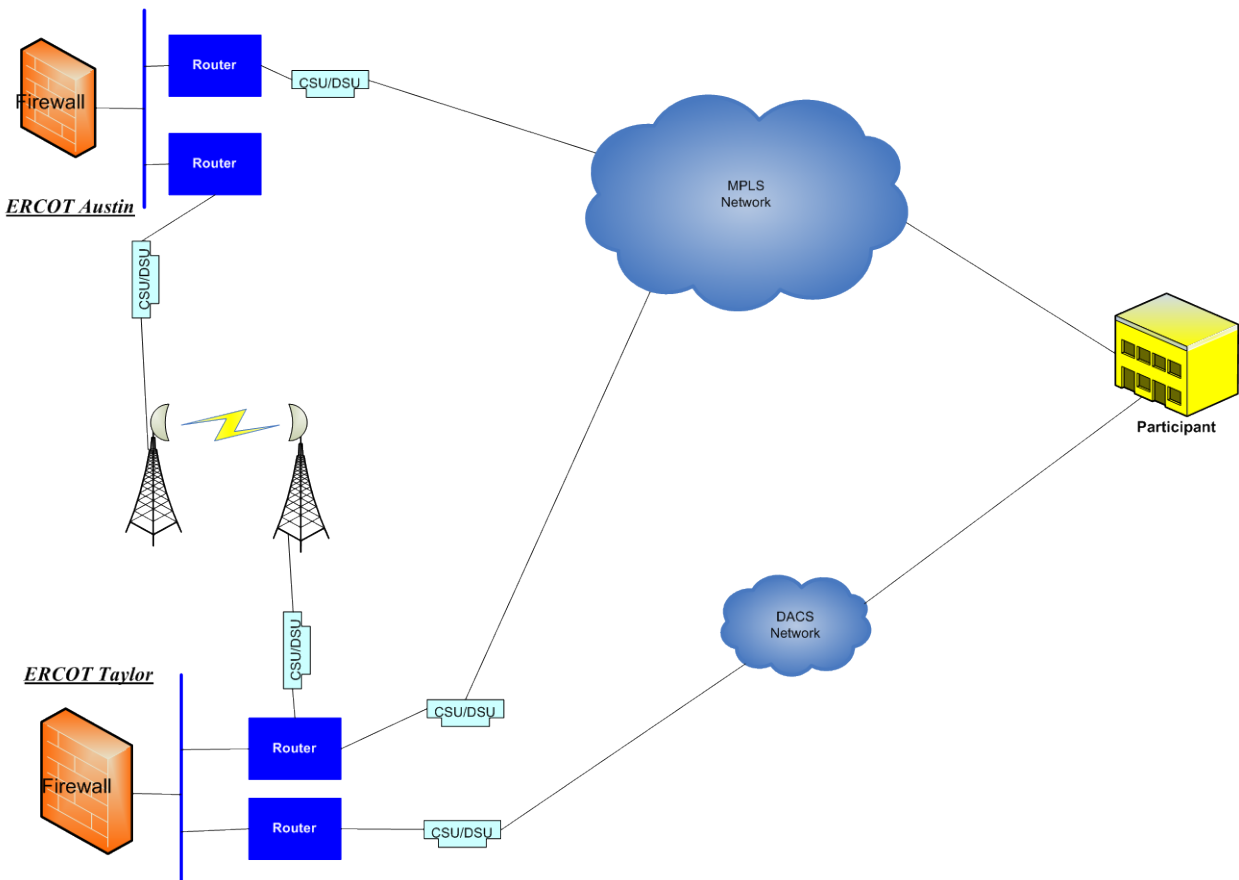 Router
CSU/DSU
Firewall
Router
ERCOT Austin
CSU/DSU
MPLS
Network
Participant
DACS
Network
CSU/DSU
ERCOT Taylor
CSU/DSU
Router
Firewall
Router
CSU/DSU